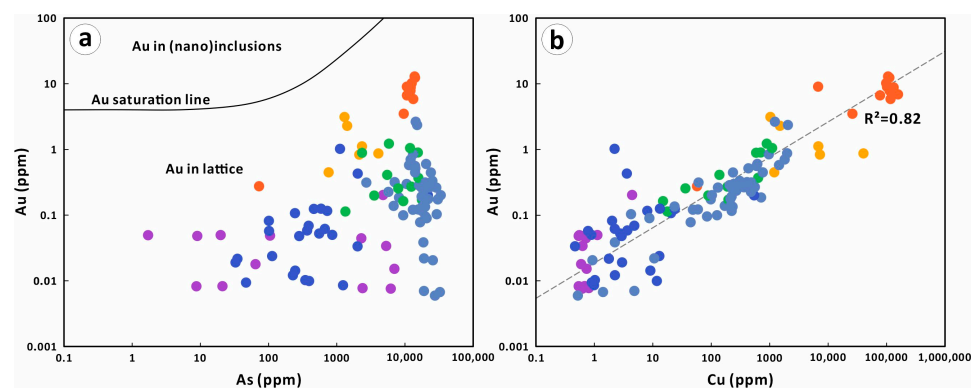 a
Au in (nano)inclusions
Au saturation line
Au in lattice
Au (ppm)
100
10
1
0.1
0.01
0.001
0.1 1 10 100 1000 10,000 100,000
As (ppm)
b
R²=0.82
Au (ppm)
100
10
1
0.1
0.01
0.001
0.1 1 10 100 1000 10,000 100,000 1,000,000
Cu (ppm)